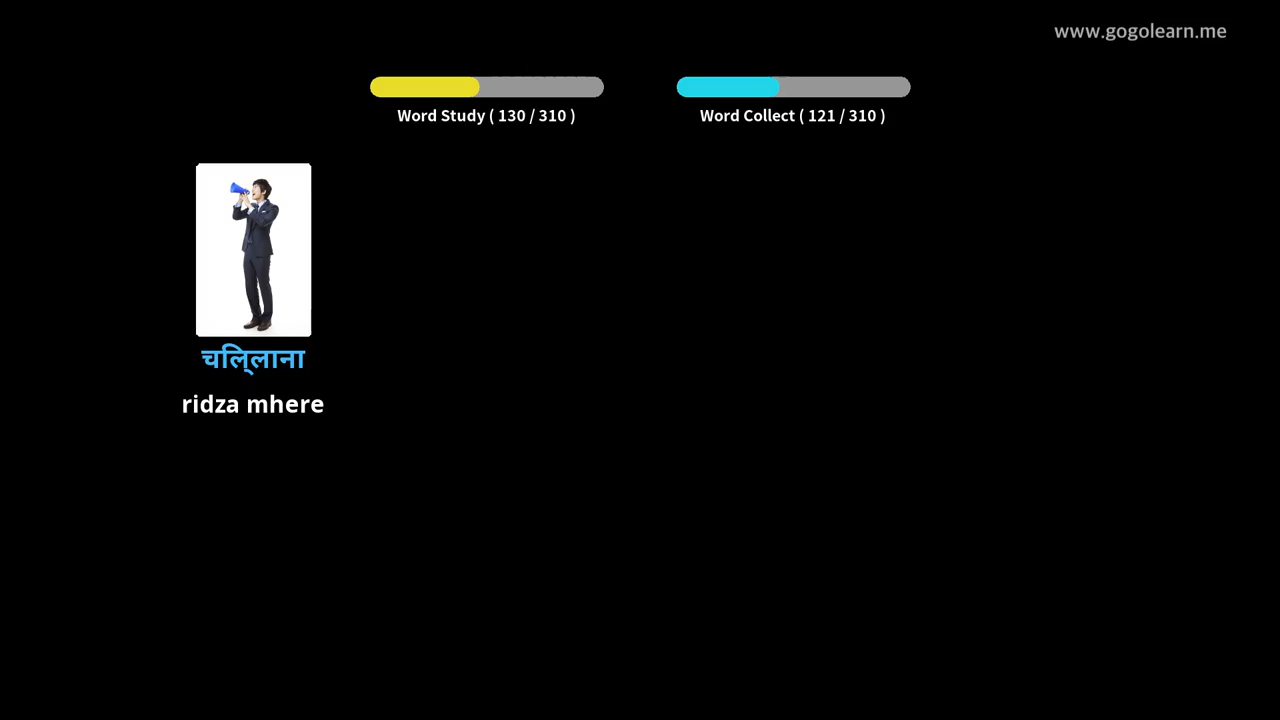 www.gogolearn.me
Word Study ( 130 / 310 )
Word Collect ( 121 / 310 )
चलि्लाना
ridza mhere